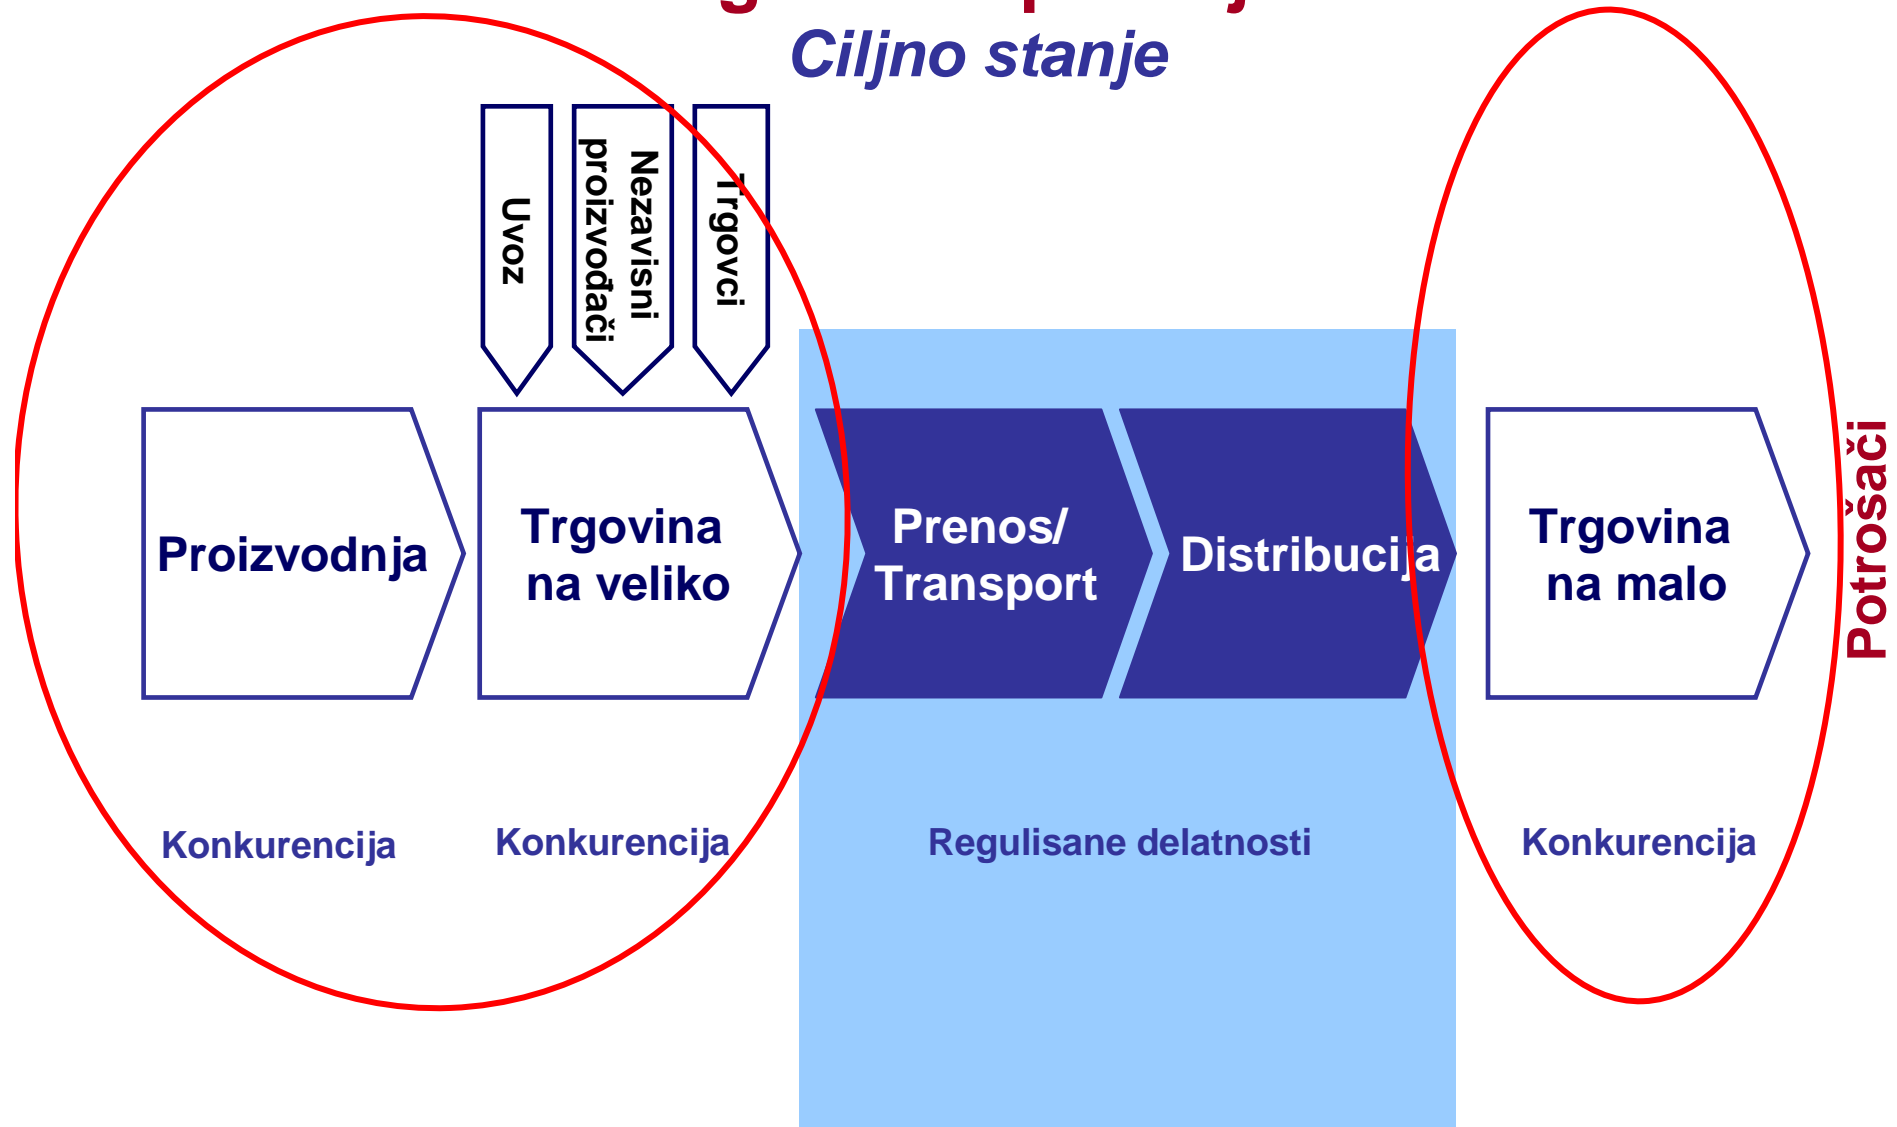 Ciljno stanje
Uvoz
Nezavisni
proizvođači
Trgovci
Proizvodnja
Trgovina
na veliko
Prenos/
Transport
Distribucija
Trgovina
na malo
Potrošači
Konkurencija
Konkurencija
Regulisane delatnosti
Konkurencija